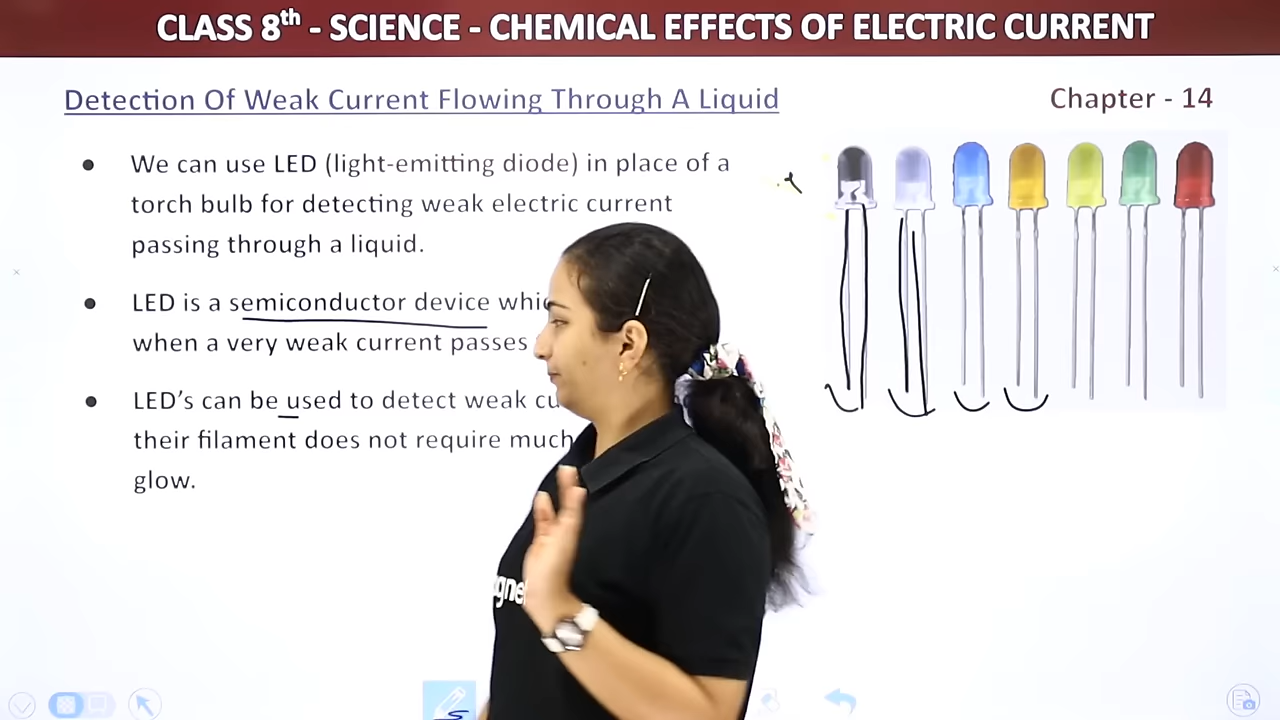 CLASS 8th - SCIENCE - CHEMICAL EFFECTS OF ELECTRIC CURRENT
Detection Of Weak Current Flowing Through A Liquid
Chapter - 14
We can use LED (light-emitting diode) in place of a
torch bulb for detecting weak electric current
passing through a liquid.
LED is a semiconductor device
when a very weak current passes
LED's can be used to detect weak
their filament does not require much
glow.